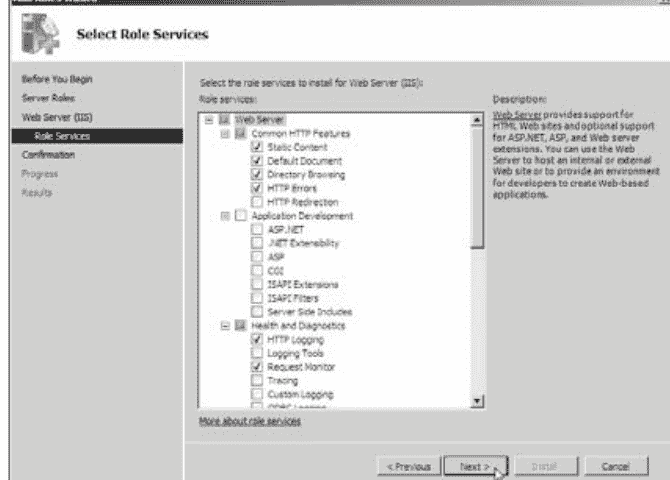 Select Role Services
Before You Begin
Server Roles
Web Server (IIS)
Role Services
Confirmation
Progress
Results
Select the role services to install for Web Server (IIS):
Role services:
Web Server
Common HTTP Features
Static Content
Default Document
Directory Browsing
HTTP Errors
HTTP Redirection
Application Development
ASP.NET
.NET Extensibility
ASP
CGI
ISAPI Extensions
ISAPI Filters
Server Side Includes
Health and Diagnostics
HTTP Logging
Logging Tools
Request Monitor
Tracing
Custom Logging
ODBC Logging
More about role services
Description:
Web Server provides support for
HTML Web sites and optional support
for ASP.NET, ASP, and Web server
extensions. You can use the Web
Server to host an internal or external
Web site or to provide an environment
for developers to create Web-based
applications.
< Previous
Next >
Install
Cancel